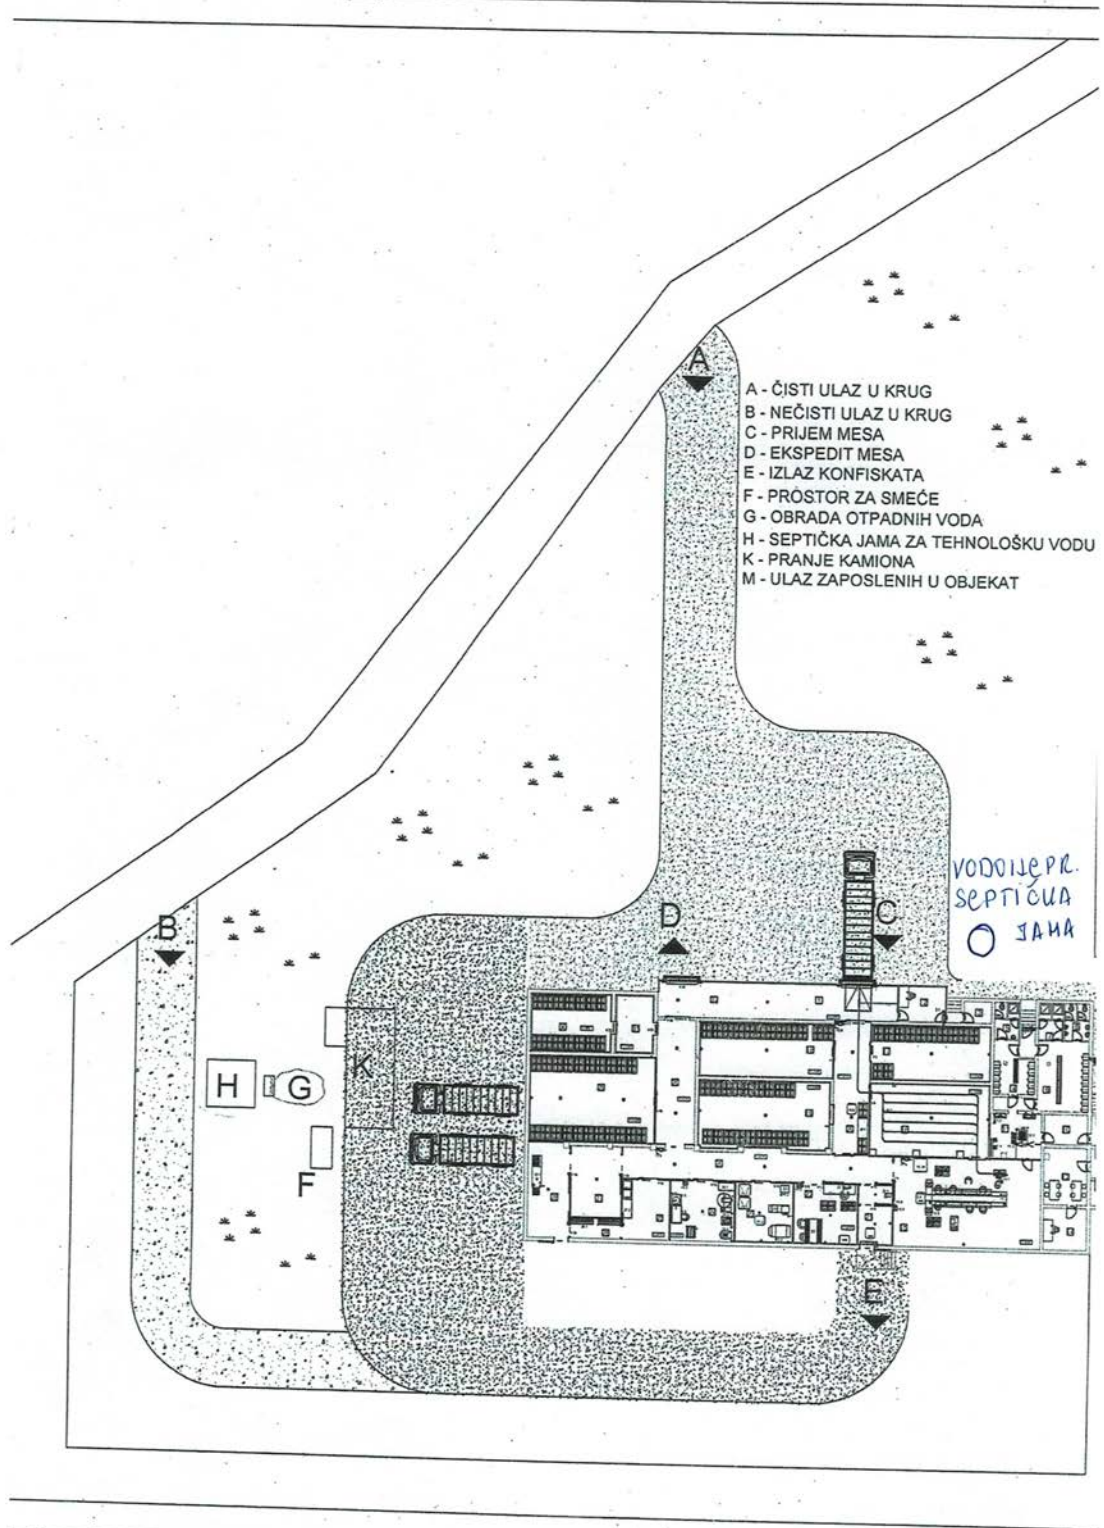 A
A - ČISTI ULAZ U KRUG
B - NEČISTI ULAZ U KRUG
C - PRIJEM MESA
D - EKSPEDIT MESA
E - IZLAZ KONFISKATA
F - PROSTOR ZA SMEĆE
G - OBRADA OTPADNIH VODA
H - SEPTIČKA JAMA ZA TEHNOLOŠKU VODU
K - PRANJE KAMIONA
M - ULAZ ZAPOSLENIH U OBJEKAT
VODOIJEPR.
SEPTIČKA
JAMA
B
D
C
K
H
G
F
E